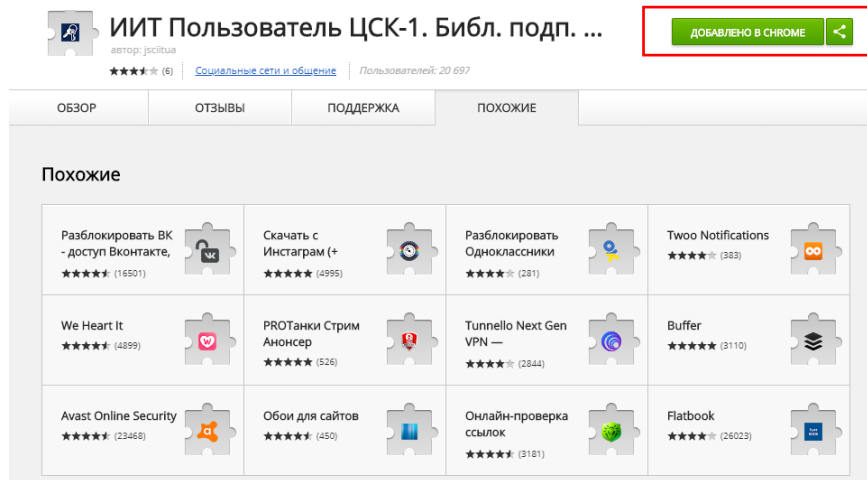 ИИТ Пользователь ЦСК-1. Библ. подп. ...
ДОБАВЛЕНО В CHROME
автор: jsciitua
(6) Социальные сети и общение Пользователей: 20 697
ОБЗОР ОТЗЫВЫ ПОДДЕРЖКА ПОХОЖИЕ
Похожие
Разблокировать ВК
- доступ Вконтакте,
(16501)
Скачать с
Инстаграм (+
(4995)
Разблокировать
Одноклассники
(281)
Twoo Notifications
(383)
We Heart It
(4899)
PROТанки Стрим
Анонсер
(526)
Tunnello Next Gen
VPN —
(2844)
Buffer
(3110)
Avast Online Security
(23468)
Обои для сайтов
(450)
Онлайн-проверка
ссылок
(3181)
Flatbook
(26023)